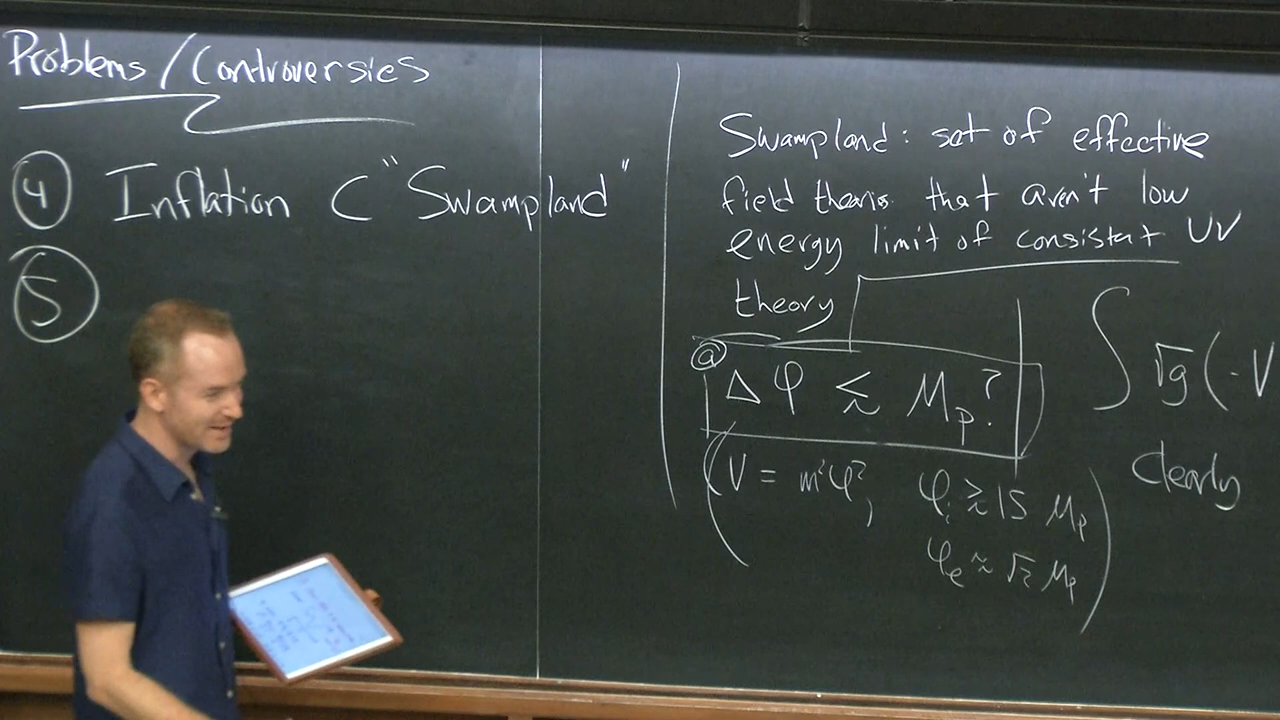 Problems / Controversies
④ Inflation ⊂ "Swampland"
⑤
Swampland: set of effective
field theories that aren't low
energy limit of consistent UV
theory
ⓐ Δφ ≲ Mp?
(V = m²φ², φi ≳ 15 Mp
φe ≈ √2 Mp)
∫ √g (-V
Clearly